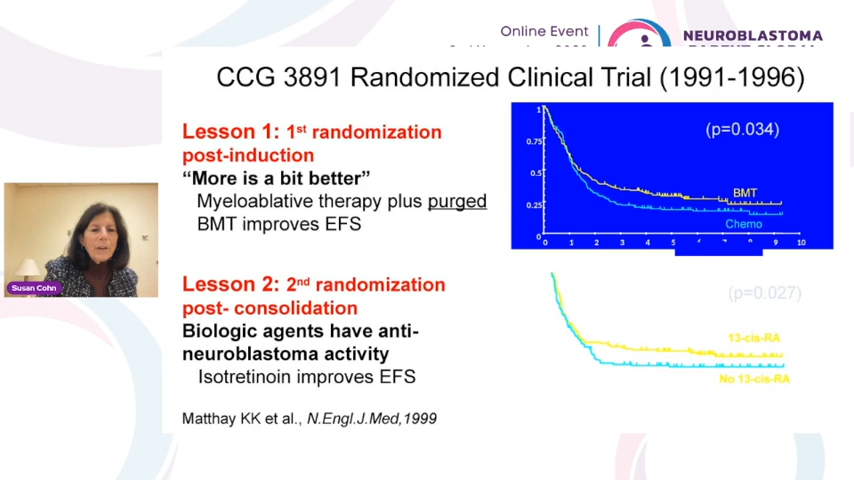 Online Event
NEUROBLASTOMA
CCG 3891 Randomized Clinical Trial (1991-1996)
Lesson 1: 1st randomization
post-induction
“More is a bit better”
Myeloablative therapy plus purged
BMT improves EFS
(p=0.034)
1
0.75
0.5
0.25
0
BMT
Chemo
0 1 2 3 4 5 6 7 8 9 10
Lesson 2: 2nd randomization
post- consolidation
Biologic agents have anti-
neuroblastoma activity
Isotretinoin improves EFS
(p=0.027)
13-cis-RA
No 13-cis-RA
Matthay KK et al., N.Engl.J.Med,1999
Susan Cohn